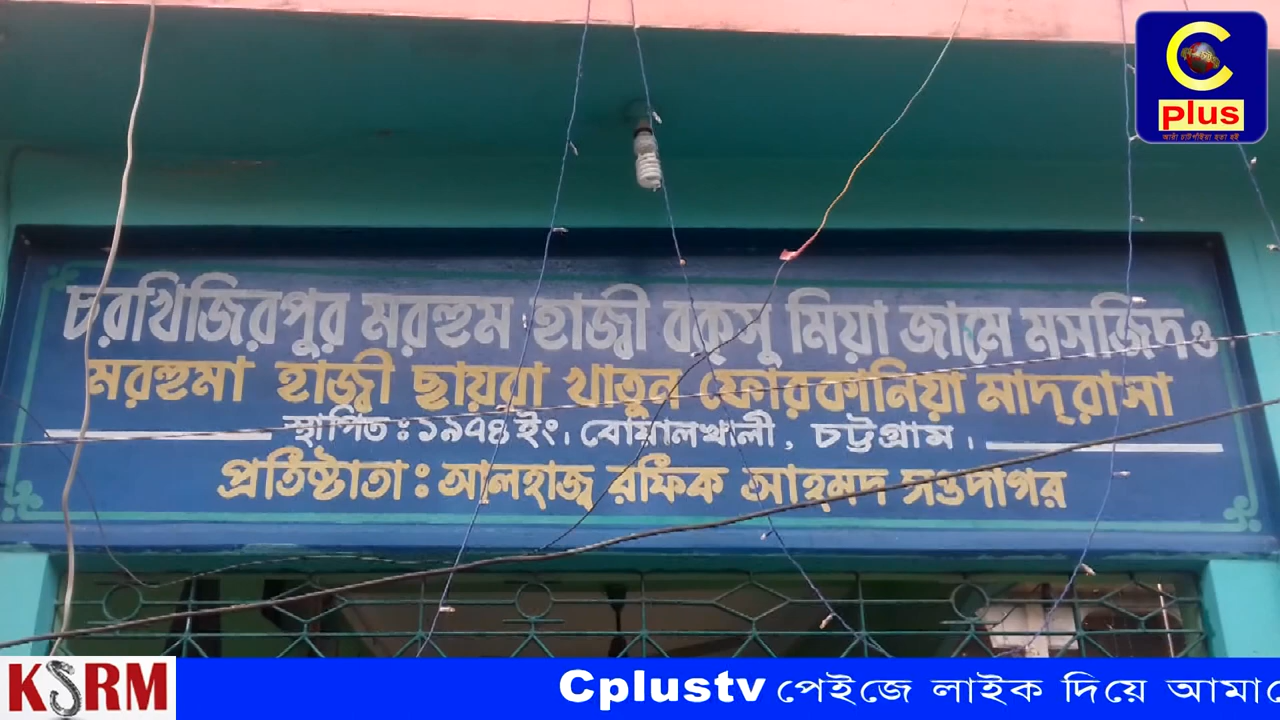 C
plus
চরখিজিরপুর মরহুম হাজ্বী বক্সু মিয়া জামে মসজিদও
মরহুমা হাজ্বী ছায়রা খাতুন ফোরকানিয়া মাদ্রাসা
স্থাপিত : ১৯৭৪ ইং। বোয়ালখালী, চট্টগ্রাম।
প্রতিষ্টাতা : আলহাজ্ব রফিক আহমদ সওদাগর
KSRM
Cplustv পেইজে লাইক দিয়ে